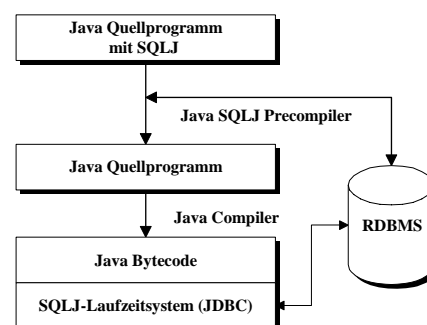 Java Quellprogramm
mit SQLJ
Java SQLJ Precompiler
Java Quellprogramm
Java Compiler
RDBMS
Java Bytecode
SQLJ-Laufzeitsystem (JDBC)